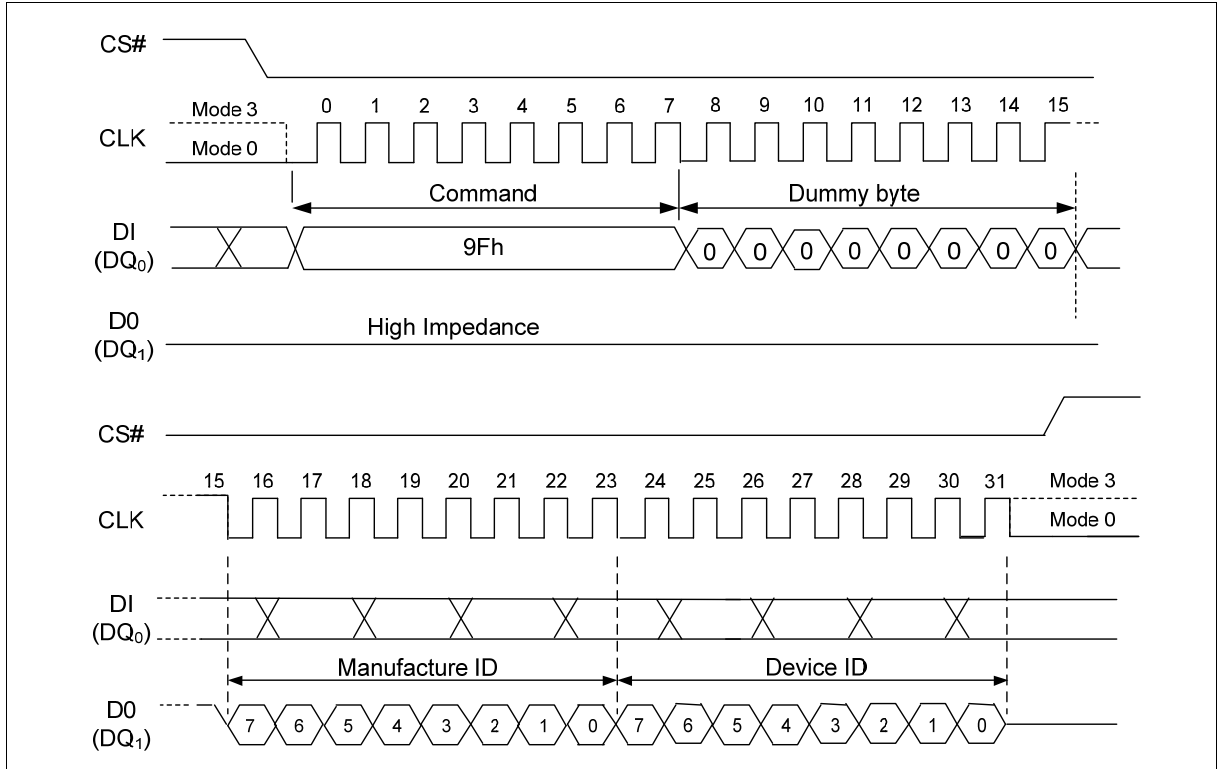 CS#
Mode 3 0 1 2 3 4 5 6 7 8 9 10 11 12 13 14 15
CLK
Mode 0
Command Dummy byte
DI
(DQ₀)
9Fh 0 0 0 0 0 0 0 0
D0
(DQ₁)
High Impedance
CS#
15 16 17 18 19 20 21 22 23 24 25 26 27 28 29 30 31 Mode 3
CLK
Mode 0
DI
(DQ₀)
Manufacture ID Device ID
D0
(DQ₁)
7 6 5 4 3 2 1 0 7 6 5 4 3 2 1 0